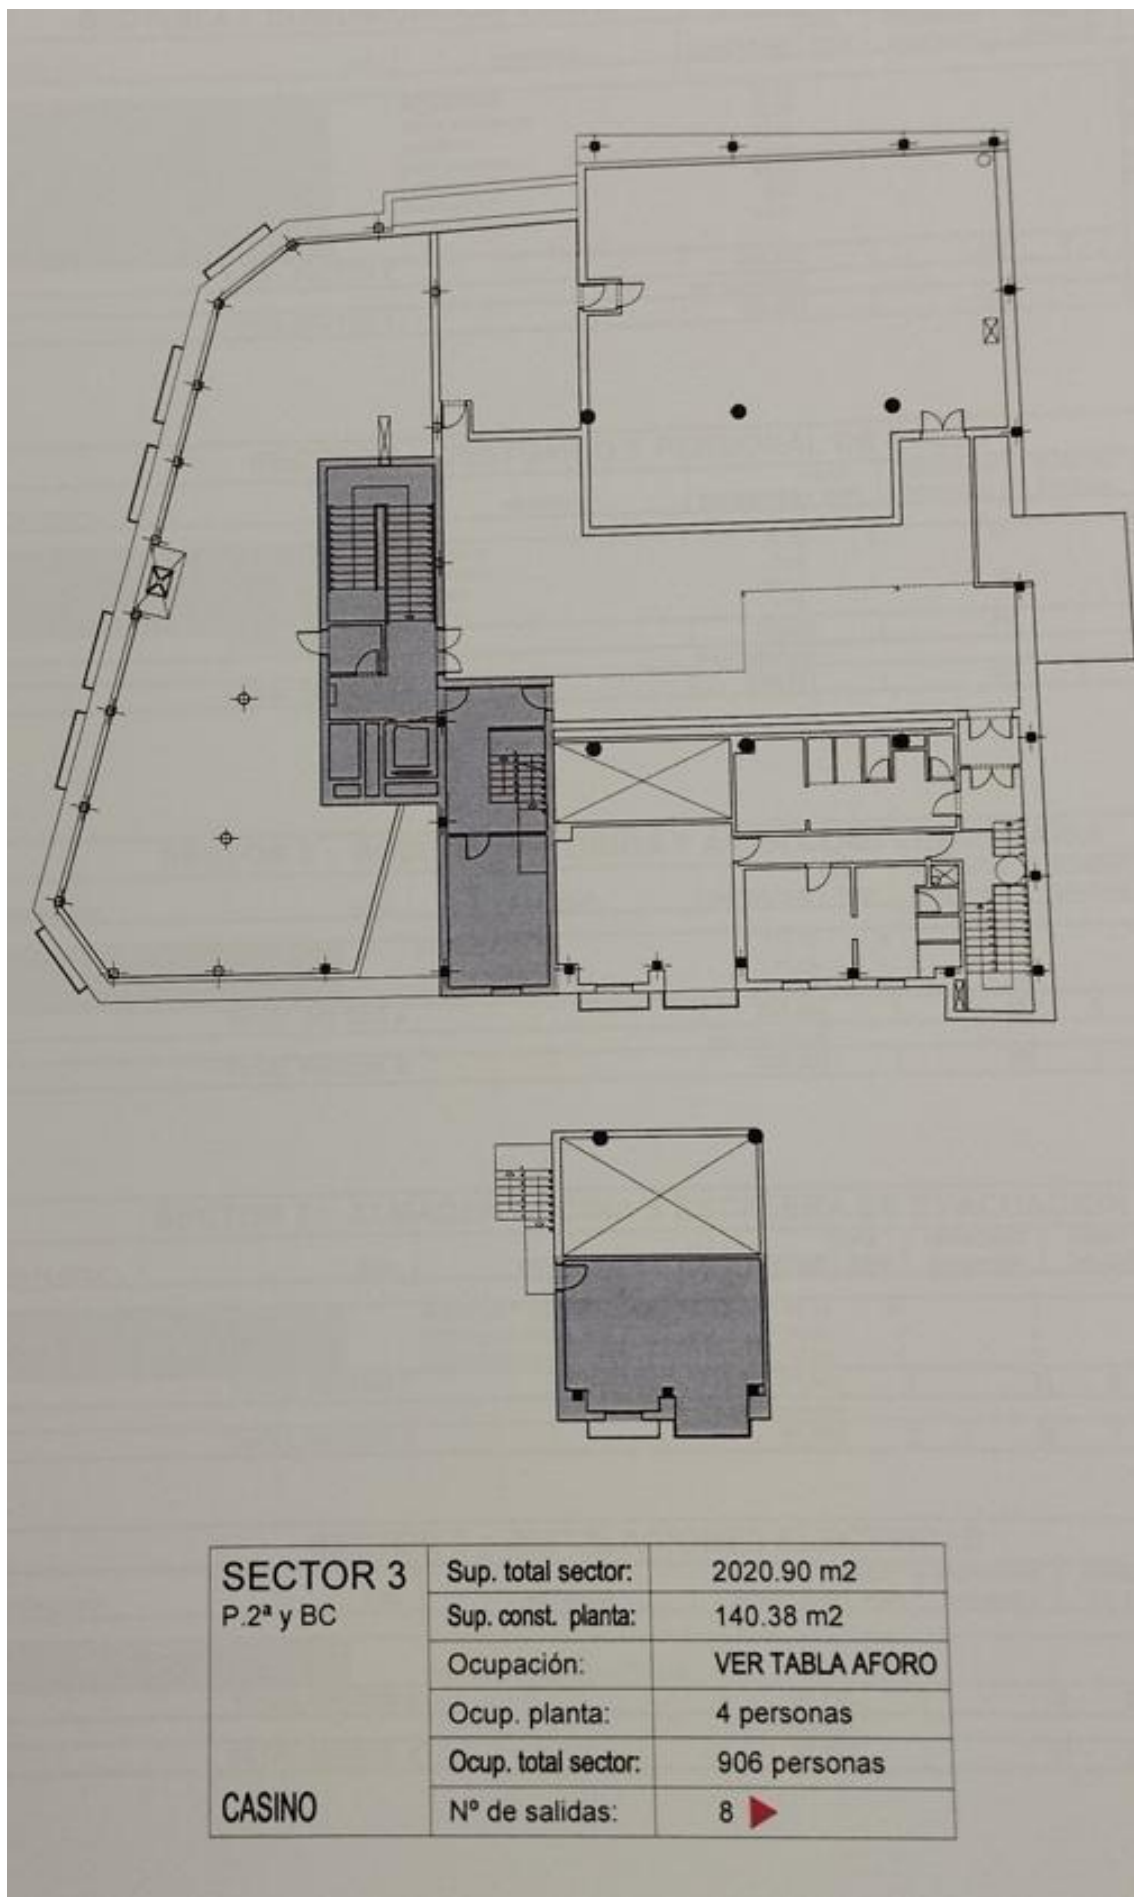 SECTOR 3
P.2ª y BC
CASINO
Sup. total sector: 2020.90 m2
Sup. const. planta: 140.38 m2
Ocupación: VER TABLA AFORO
Ocup. planta: 4 personas
Ocup. total sector: 906 personas
Nº de salidas: 8